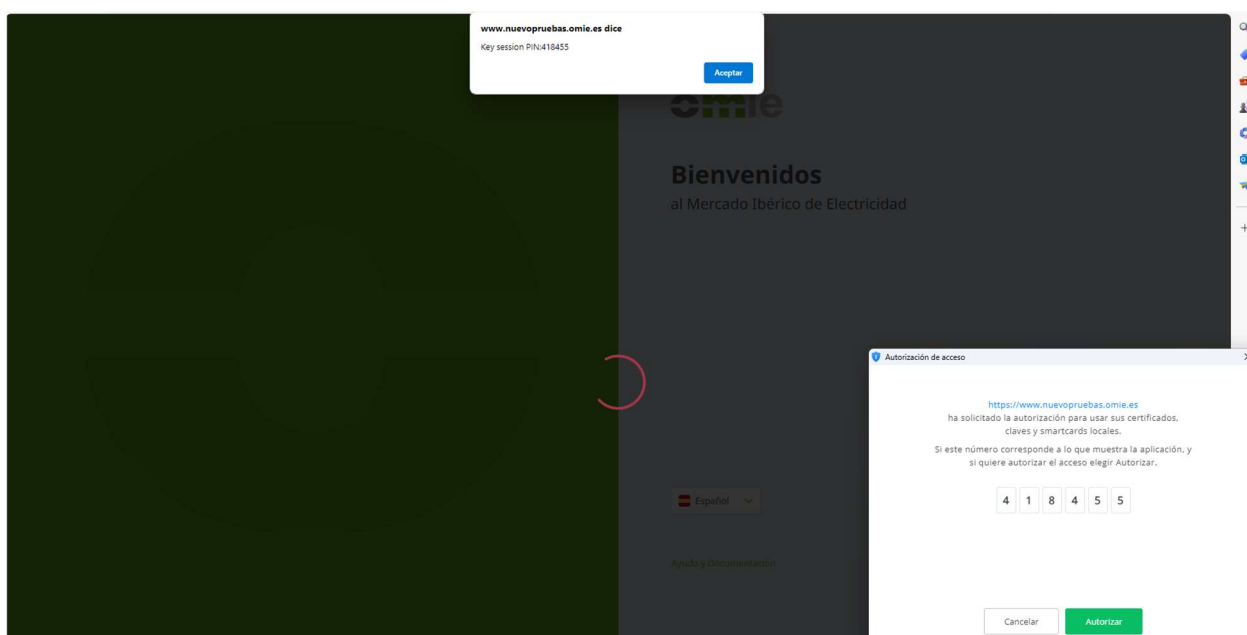 www.nuevopruebas.omie.es dice
Key session PIN:418455
Aceptar
omie
Bienvenidos
al Mercado Ibérico de Electricidad
Español
Ayuda y Documentación
Autorización de acceso
https://www.nuevopruebas.omie.es
ha solicitado la autorización para usar sus certificados,
claves y smartcards locales.
Si este número corresponde a lo que muestra la aplicación, y
si quiere autorizar el acceso elegir Autorizar.
4 1 8 4 5 5
Cancelar
Autorizar